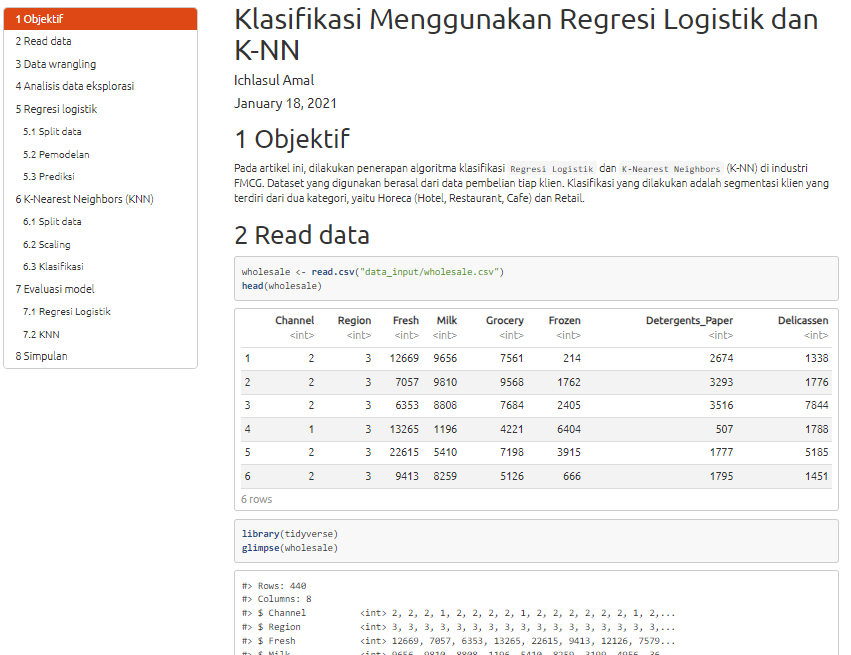 1 Objektif
2 Read data
3 Data wrangling
4 Analisis data eksplorasi
5 Regresi logistik
5.1 Split data
5.2 Pemodelan
5.3 Prediksi
6 K-Nearest Neighbors (KNN)
6.1 Split data
6.2 Scaling
6.3 Klasifikasi
7 Evaluasi model
7.1 Regresi Logistik
7.2 KNN
8 Simpulan
Klasifikasi Menggunakan Regresi Logistik dan
K-NN
Ichlasul Amal
January 18, 2021
1 Objektif
Pada artikel ini, dilakukan penerapan algoritma klasifikasi Regresi Logistik dan K-Nearest Neighbors (K-NN) di industri
FMCG. Dataset yang digunakan berasal dari data pembelian tiap klien. Klasifikasi yang dilakukan adalah segmentasi klien yang
terdiri dari dua kategori, yaitu Horeca (Hotel, Restaurant, Cafe) dan Retail.
2 Read data
wholesale <- read.csv("data_input/wholesale.csv")
head(wholesale)
Channel Region Fresh Milk Grocery Frozen Detergents_Paper Delicassen
<int> <int> <int> <int> <int> <int> <int> <int>
1 2 3 12669 9656 7561 214 2674 1338
2 2 3 7057 9810 9568 1762 3293 1776
3 2 3 6353 8808 7684 2405 3516 7844
4 1 3 13265 1196 4221 6404 507 1788
5 2 3 22615 5410 7198 3915 1777 5185
6 2 3 9413 8259 5126 666 1795 1451
6 rows
library(tidyverse)
glimpse(wholesale)
#> Rows: 440
#> Columns: 8
#> $ Channel <int> 2, 2, 2, 1, 2, 2, 2, 2, 1, 2, 2, 2, 2, 2, 2, 1, 2,...
#> $ Region <int> 3, 3, 3, 3, 3, 3, 3, 3, 3, 3, 3, 3, 3, 3, 3, 3, 3,...
#> $ Fresh <int> 12669, 7057, 6353, 13265, 22615, 9413, 12126, 7579...
#> $ Milk <int> 9656, 9810, 8808, 1196, 5410, 8259, 3199, 4956, 36...